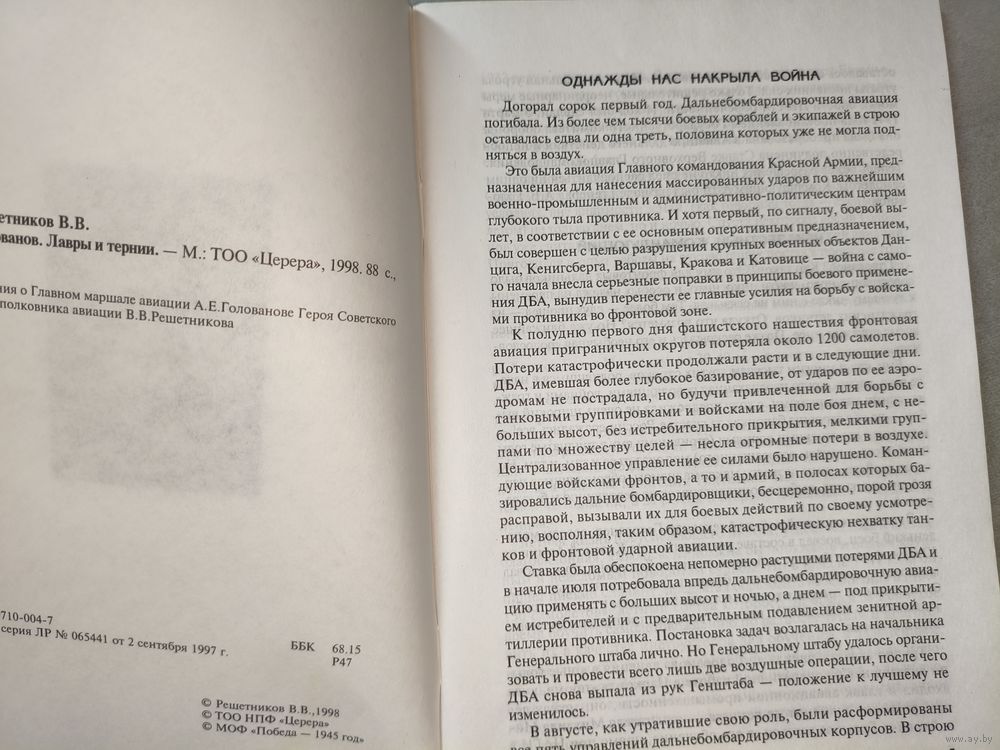 етников В.В.
ованов. Лавры и тернии. — М.: ТОО «Церера», 1998. 88 с.,
ния о Главном маршале авиации А.Е.Голованове Героя Советского
полковника авиации В.В.Решетникова
710-004-7
серия ЛР № 065441 от 2 сентября 1997 г.
ББК 68.15
Р47
© Решетников В.В.,1998
© ТОО НПФ «Церера»
© МОФ «Победа — 1945 год»
ОДНАЖДЫ НАС НАКРЫЛА ВОЙНА
Догорал сорок первый год. Дальнебомбардировочная авиация
погибала. Из более чем тысячи боевых кораблей и экипажей в строю
оставалась едва ли одна треть, половина которых уже не могла под-
няться в воздух.
Это была авиация Главного командования Красной Армии, пред-
назначенная для нанесения массированных ударов по важнейшим
военно-промышленным и административно-политическим центрам
глубокого тыла противника. И хотя первый, по сигналу, боевой вы-
лет, в соответствии с ее основным оперативным предназначением,
был совершен с целью разрушения крупных военных объектов Дан-
цига, Кенигсберга, Варшавы, Кракова и Катовице — война с само-
го начала внесла серьезные поправки в принципы боевого примене-
ния ДБА, вынудив перенести ее главные усилия на борьбу с войска-
ми противника во фронтовой зоне.
К полудню первого дня фашистского нашествия фронтовая
авиация приграничных округов потеряла около 1200 самолетов.
Потери катастрофически продолжали расти и в следующие дни.
ДБА, имевшая более глубокое базирование, от ударов по ее аэро-
дромам не пострадала, но будучи привлеченной для борьбы с
танковыми группировками и войсками на поле боя днем, с не-
больших высот, без истребительного прикрытия, мелкими груп-
пами по множеству целей — несла огромные потери в воздухе.
Централизованное управление ее силами было нарушено. Коман-
дующие войсками фронтов, а то и армий, в полосах которых ба-
зировались дальние бомбардировщики, бесцеремонно, порой грозя
расправой, вызывали их для боевых действий по своему усмотре-
нию, восполняя, таким образом, катастрофическую нехватку тан-
ков и фронтовой ударной авиации.
Ставка была обеспокоена непомерно растущими потерями ДБА и
в начале июля потребовала впредь дальнебомбардировочную авиа-
цию применять с больших высот и ночью, а днем — под прикрыти-
ем истребителей и с предварительным подавлением зенитной ар-
тиллерии противника. Постановка задач возлагалась на начальника
Генерального штаба лично. Но Генеральному штабу удалось органи-
зовать и провести всего лишь две воздушные операции, после чего
ДБА снова выпала из рук Генштаба — положение к лучшему не
изменилось.
В августе, как утратившие свою роль, были расформированы
все пять управлений дальнебомбардировочных корпусов. В строю
www.ay.by